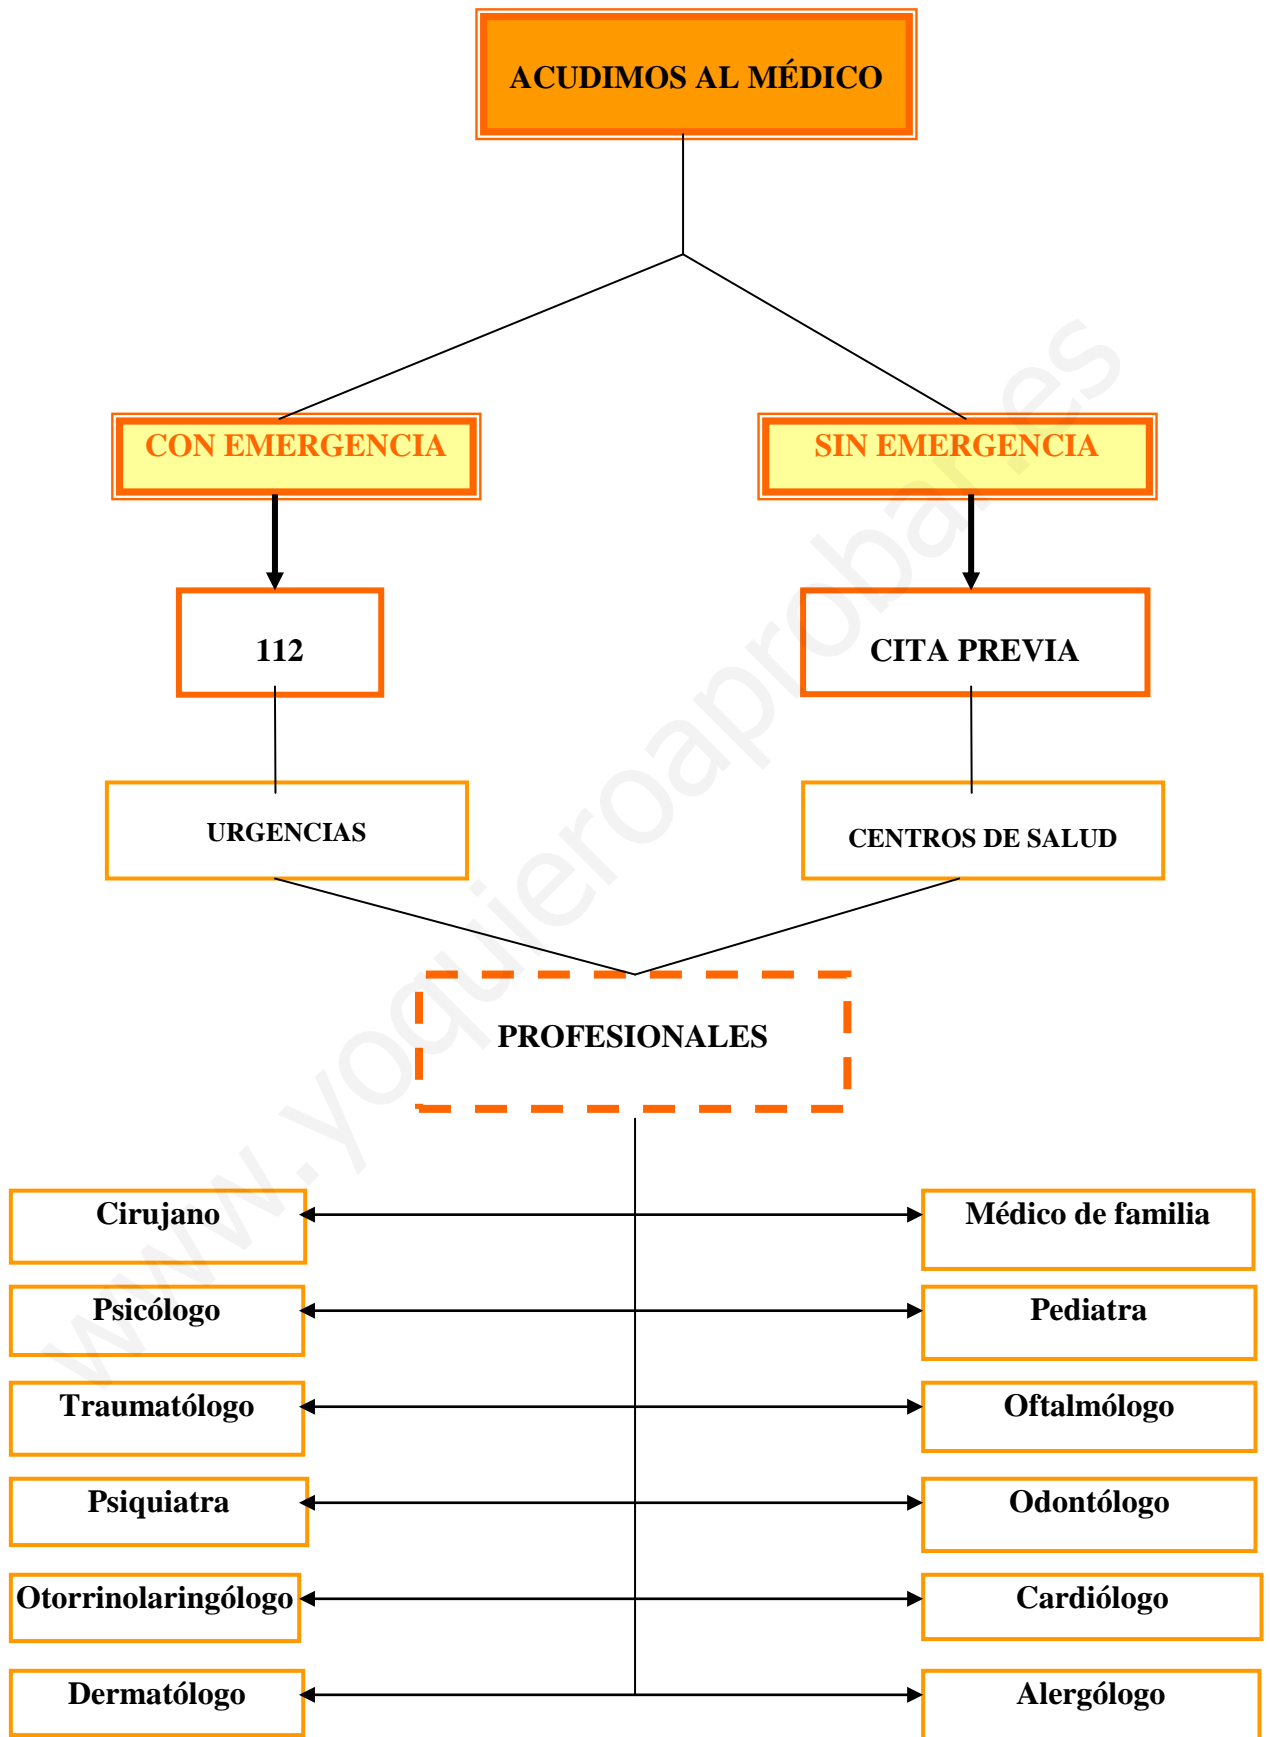 ACUDIMOS AL MÉDICO
CON EMERGENCIA
SIN EMERGENCIA
112
CITA PREVIA
URGENCIAS
CENTROS DE SALUD
PROFESIONALES
Cirujano
Médico de familia
Psicólogo
Pediatra
Traumatólogo
Oftalmólogo
Psiquiatra
Odontólogo
Otorrinolaringólogo
Cardiólogo
Dermatólogo
Alergólogo
www.yoquieroaprobar.es